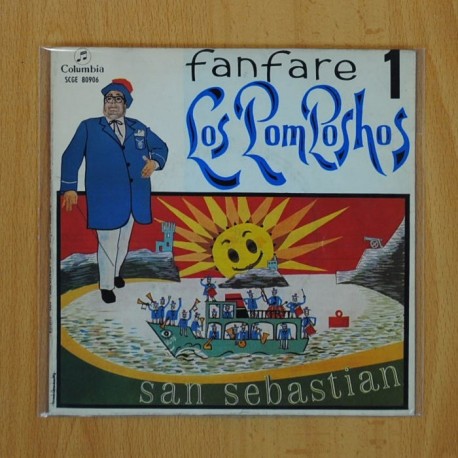 Columbia
SCGE 80906
fanfare 1
Los PomPoshos
san sebastian